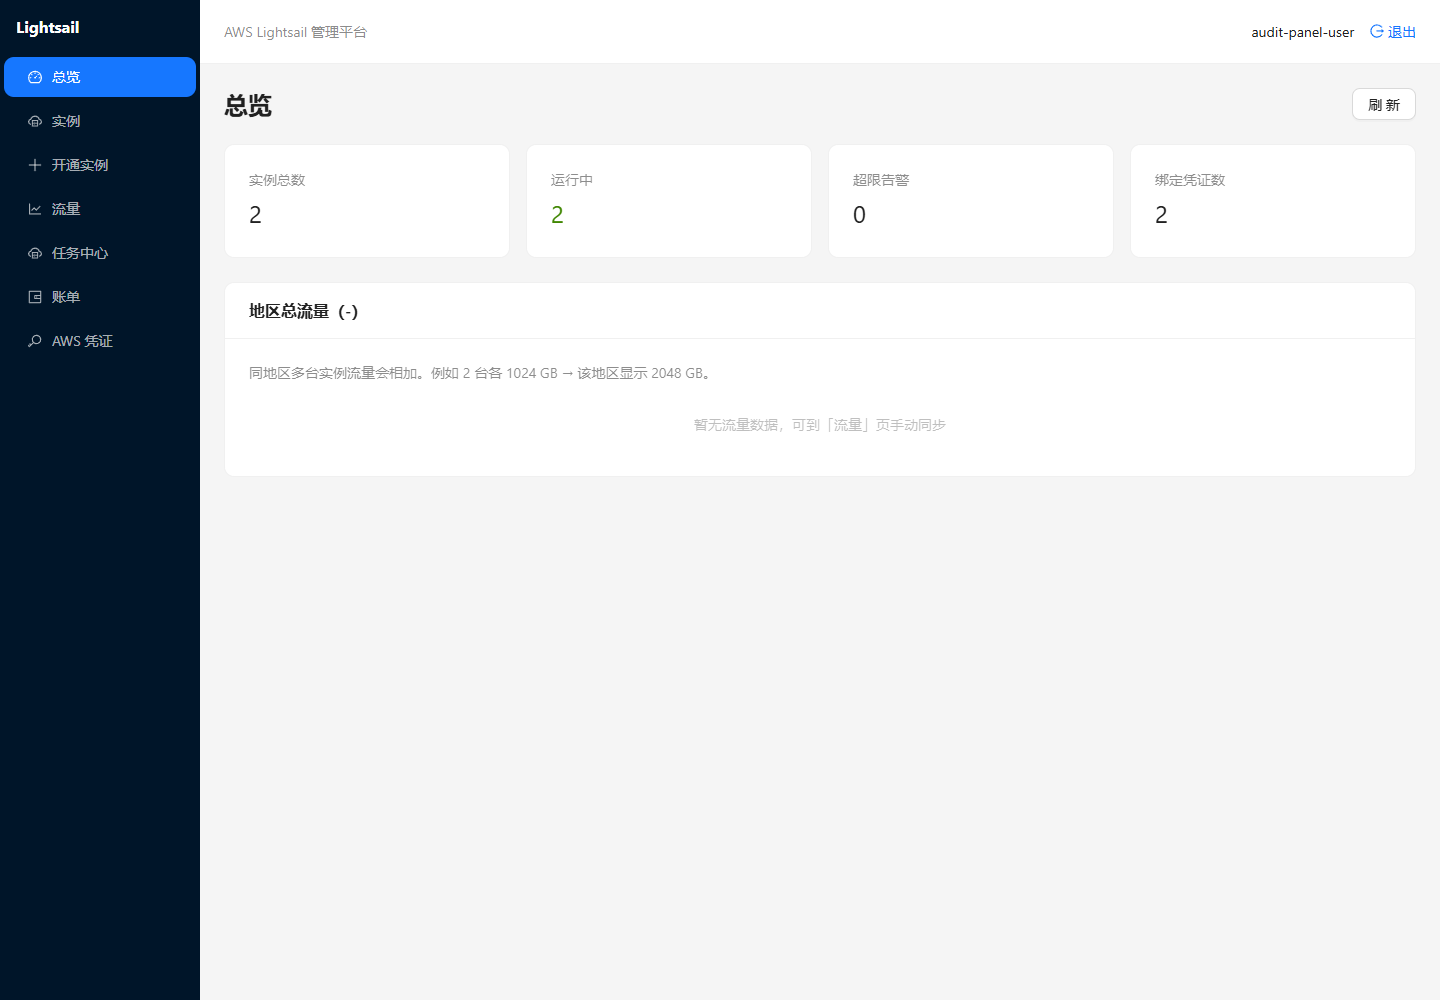 Lightsail
总览
实例
开通实例
流量
任务中心
账单
AWS 凭证
AWS Lightsail 管理平台
audit-panel-user
退出
总览
刷 新
实例总数
2
运行中
2
超限告警
0
绑定凭证数
2
地区总流量（-）
同地区多台实例流量会相加。例如 2 台各 1024 GB → 该地区显示 2048 GB。
暂无流量数据，可到「流量」页手动同步